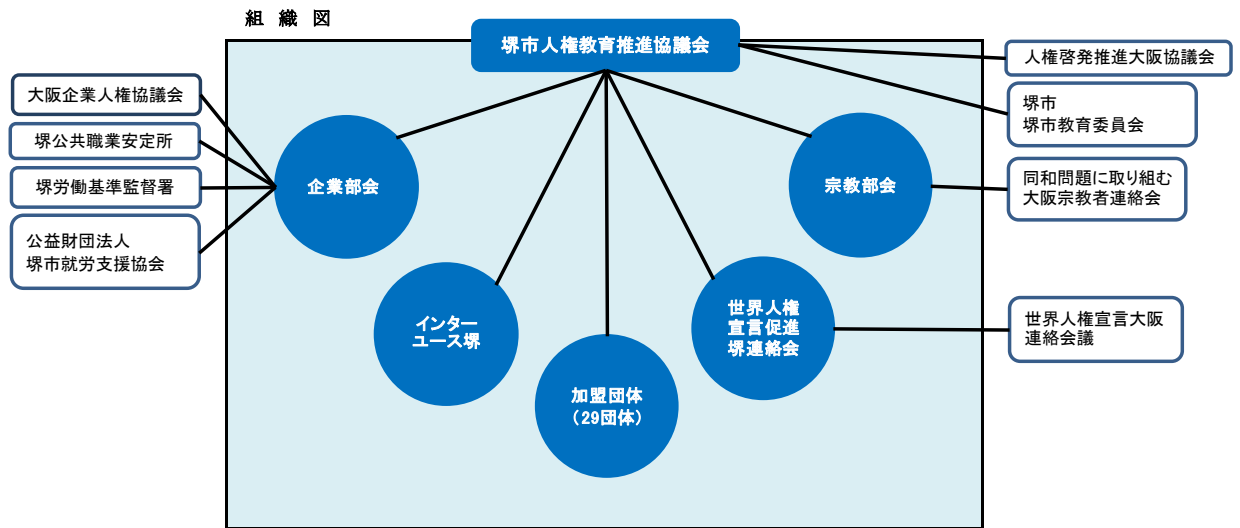 組 織 図
堺市人権教育推進協議会
大阪企業人権協議会
堺公共職業安定所
堺労働基準監督署
公益財団法人
堺市就労支援協会
企業部会
インター
ユース堺
加盟団体
（29団体）
世界人権
宣言促進
堺連絡会
宗教部会
人権啓発推進大阪協議会
堺市
堺市教育委員会
同和問題に取り組む
大阪宗教者連絡会
世界人権宣言大阪
連絡会議